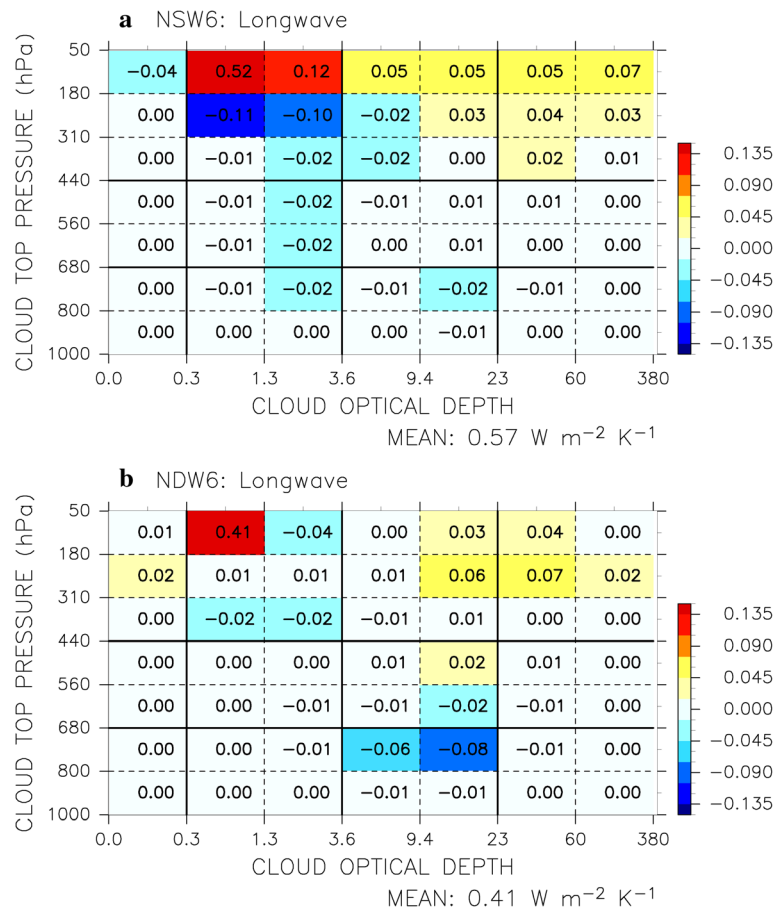 a NSW6: Longwave
CLOUD TOP PRESSURE (hPa)
50
−0.04 0.52 0.12 0.05 0.05 0.05 0.07
180
0.00 −0.11 −0.10 −0.02 0.03 0.04 0.03
310
0.00 −0.01 −0.02 −0.02 0.00 0.02 0.01
440
0.00 −0.01 −0.02 −0.01 0.01 0.01 0.00
560
0.00 −0.01 −0.02 0.00 0.01 0.00 0.00
680
0.00 −0.01 −0.02 −0.01 −0.02 −0.01 0.00
800
0.00 0.00 0.00 0.00 −0.01 0.00 0.00
1000
0.0 0.3 1.3 3.6 9.4 23 60 380
CLOUD OPTICAL DEPTH
MEAN: 0.57 W m−2 K−1
0.135
0.090
0.045
0.000
−0.045
−0.090
−0.135
b NDW6: Longwave
CLOUD TOP PRESSURE (hPa)
50
0.01 0.41 −0.04 0.00 0.03 0.04 0.00
180
0.02 0.01 0.01 0.01 0.06 0.07 0.02
310
0.00 −0.02 −0.02 −0.01 0.01 0.00 0.00
440
0.00 0.00 0.00 0.01 0.02 0.01 0.00
560
0.00 0.00 −0.01 −0.01 −0.02 −0.01 0.00
680
0.00 0.00 −0.01 −0.06 −0.08 −0.01 0.00
800
0.00 0.00 0.00 −0.01 −0.01 0.00 0.00
1000
0.0 0.3 1.3 3.6 9.4 23 60 380
CLOUD OPTICAL DEPTH
MEAN: 0.41 W m−2 K−1
0.135
0.090
0.045
0.000
−0.045
−0.090
−0.135